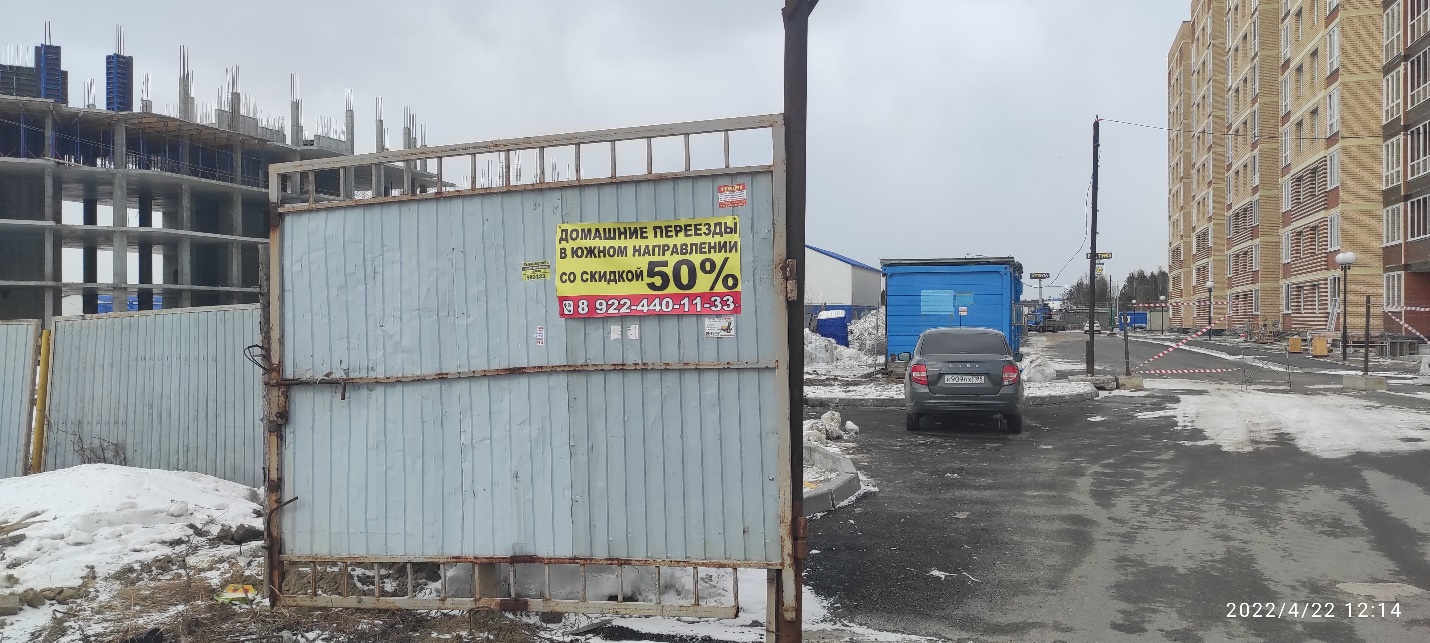 ДОМАШНИЕ ПЕРЕЕЗДЫ
В ЮЖНОМ НАПРАВЛЕНИИ
СО СКИДКОЙ 50%
8 922-440-11-33
2022/4/22 12:14